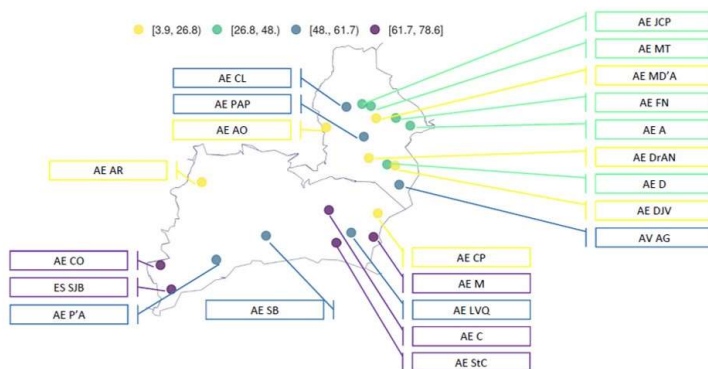 [3.9, 26.8) [26.8, 48.) [48., 61.7) [61.7, 78.6]
AE JCP
AE MT
AE MD'A
AE FN
AE A
AE DrAN
AE D
AE DJV
AV AG
AE CL
AE PAP
AE AO
AE AR
AE CO
ES SJB
AE P'A
AE SB
AE CP
AE M
AE LVQ
AE C
AE StC